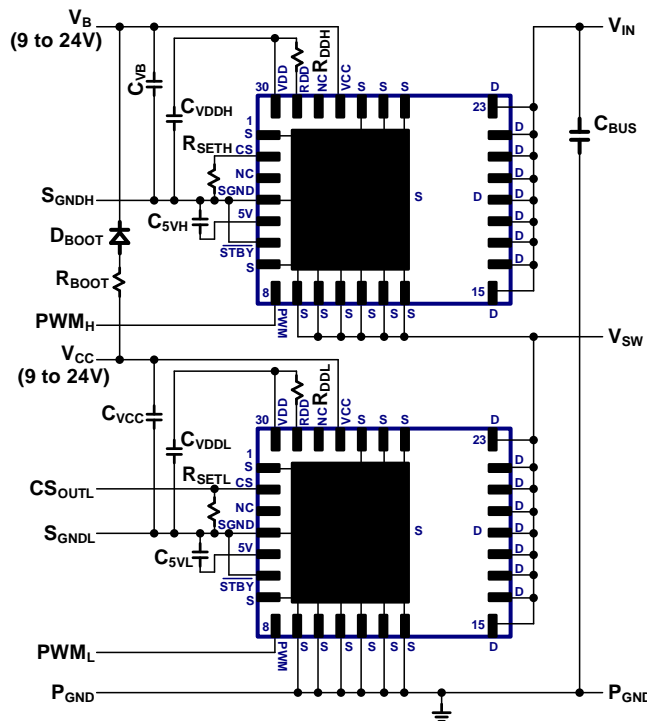 VB
(9 to 24V)
CVB
CVDDH
30
VDD
RDD
RDDH
NC
VCC
S
S
S
D
23
VIN
1
S
CS
RSETH
NC
SGND
SGNDH
C5VH
5V
STBY
S
S
D
D
D
D
D
D
D
CBUS
DBOOT
RBOOT
8
15
PWMH
PWM
S
S
S
S
S
S
D
VSW
VCC
(9 to 24V)
CVCC
CVDDL
30
VDD
RDD
RDDL
NC
VCC
S
S
S
D
23
1
S
CS
RSETL
CSOUTL
NC
SGND
SGNDL
C5VL
5V
STBY
S
S
D
D
D
D
D
D
D
8
15
PWML
PWM
S
S
S
S
S
S
D
PGND
PGND